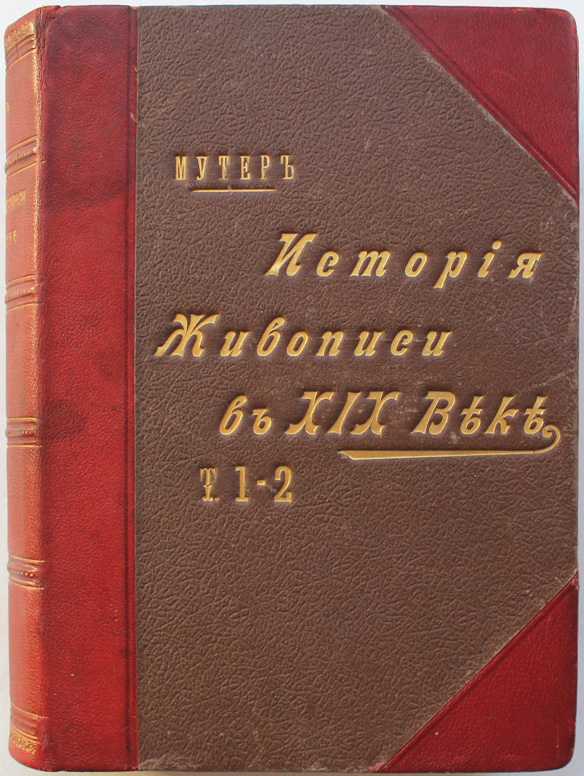 МУТЕРЪ
Исторія
Живописи
въ XIX Вѣкѣ
Т. 1-2